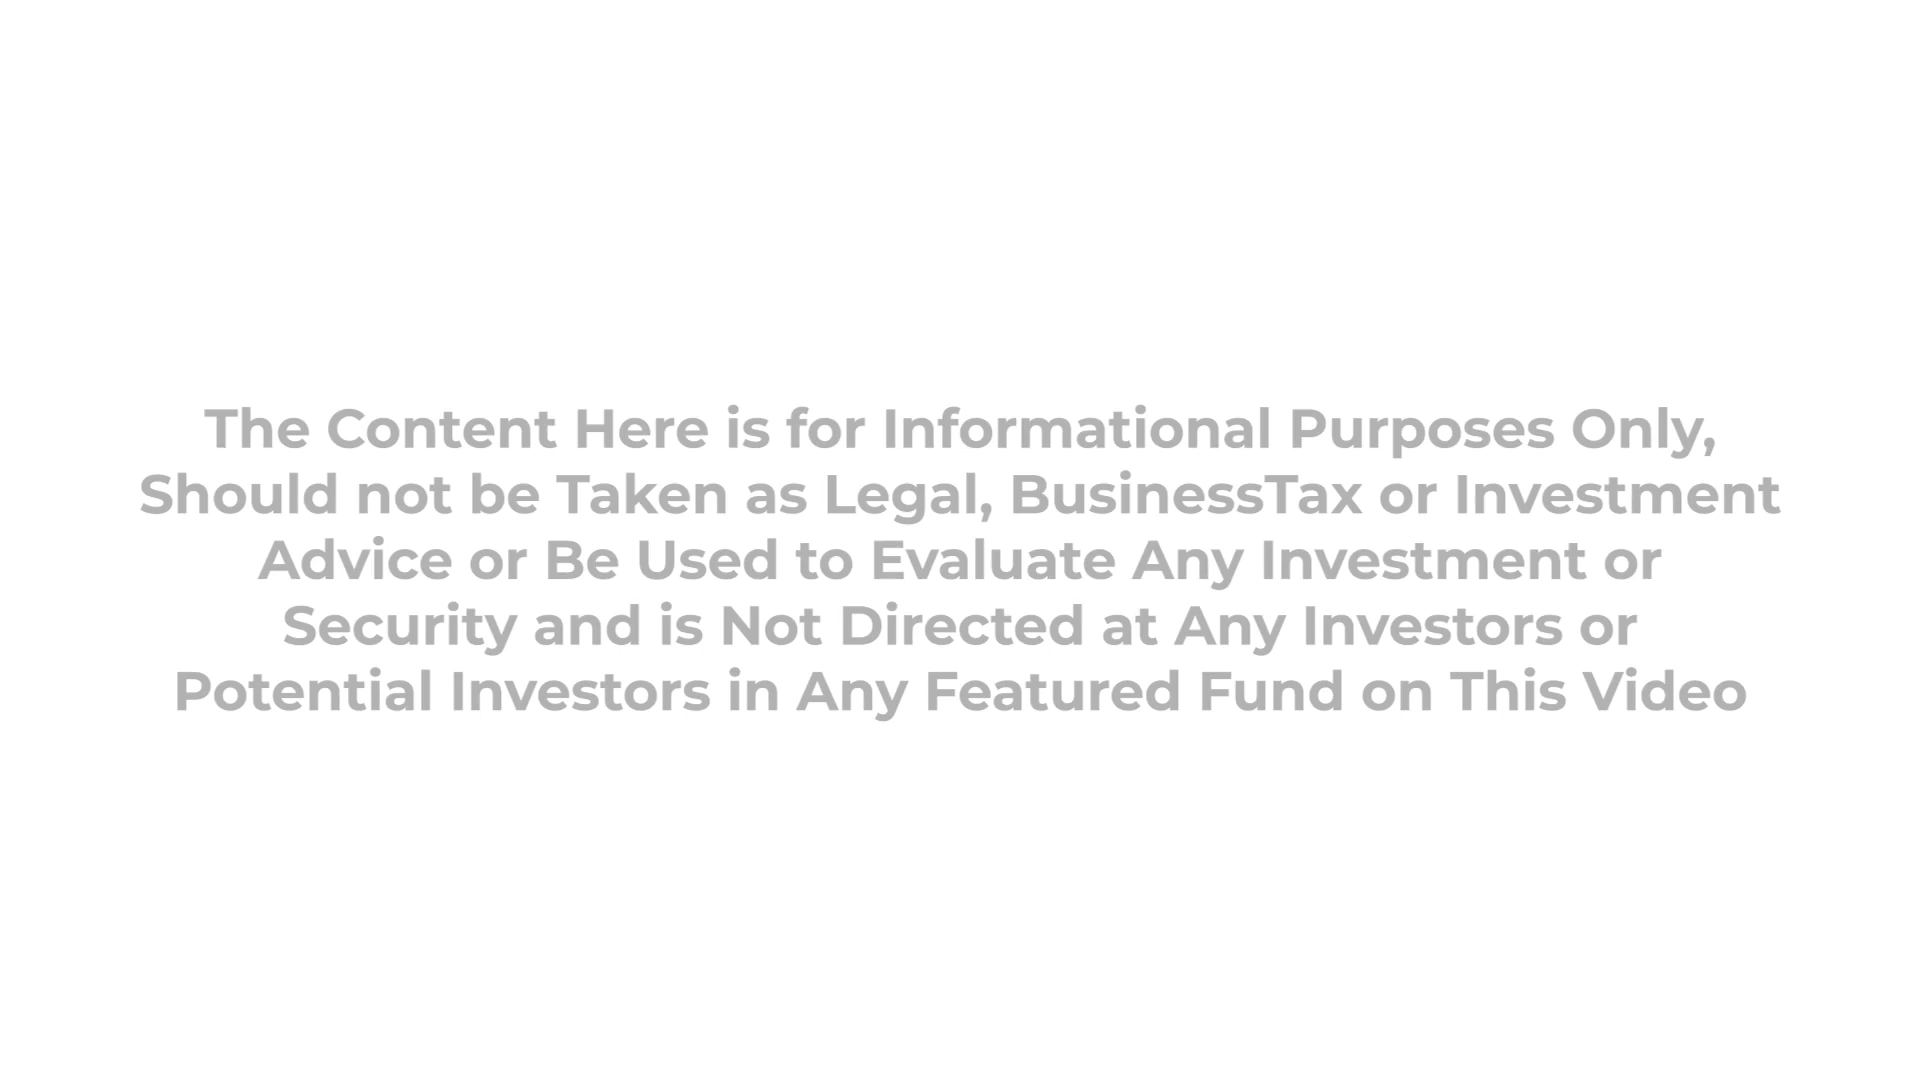 The Content Here is for Informational Purposes Only,
Should not be Taken as Legal, BusinessTax or Investment
Advice or Be Used to Evaluate Any Investment or
Security and is Not Directed at Any Investors or
Potential Investors in Any Featured Fund on This Video